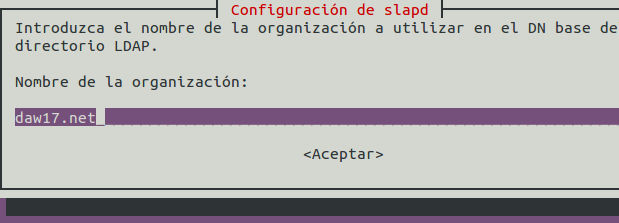 Configuración de slapd
Introduzca el nombre de la organización a utilizar en el DN base de
directorio LDAP.
Nombre de la organización:
daw17.net
<Aceptar>